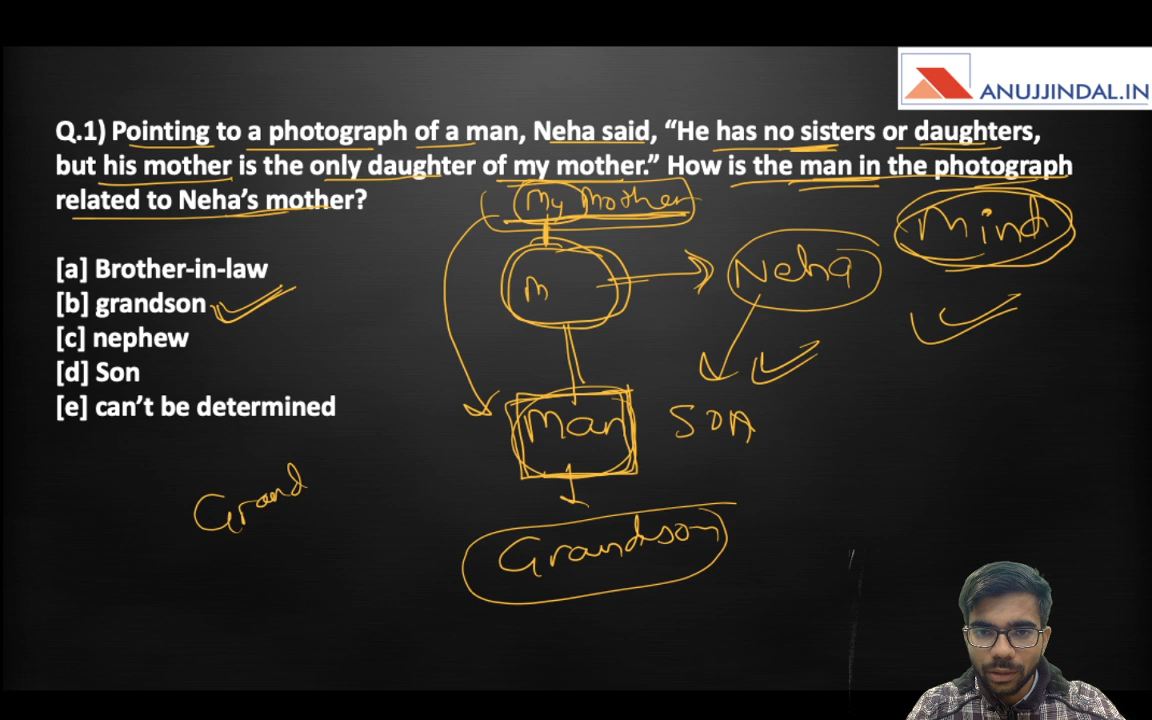 ANUJJINDAL.IN
Q.1) Pointing to a photograph of a man, Neha said, “He has no sisters or daughters,
but his mother is the only daughter of my mother.” How is the man in the photograph
related to Neha’s mother?
My Mother
Mind
[a] Brother-in-law
Neha
M
[b] grandson
[c] nephew
[d] Son
[e] can’t be determined
Man
SON
Grand
Grandson